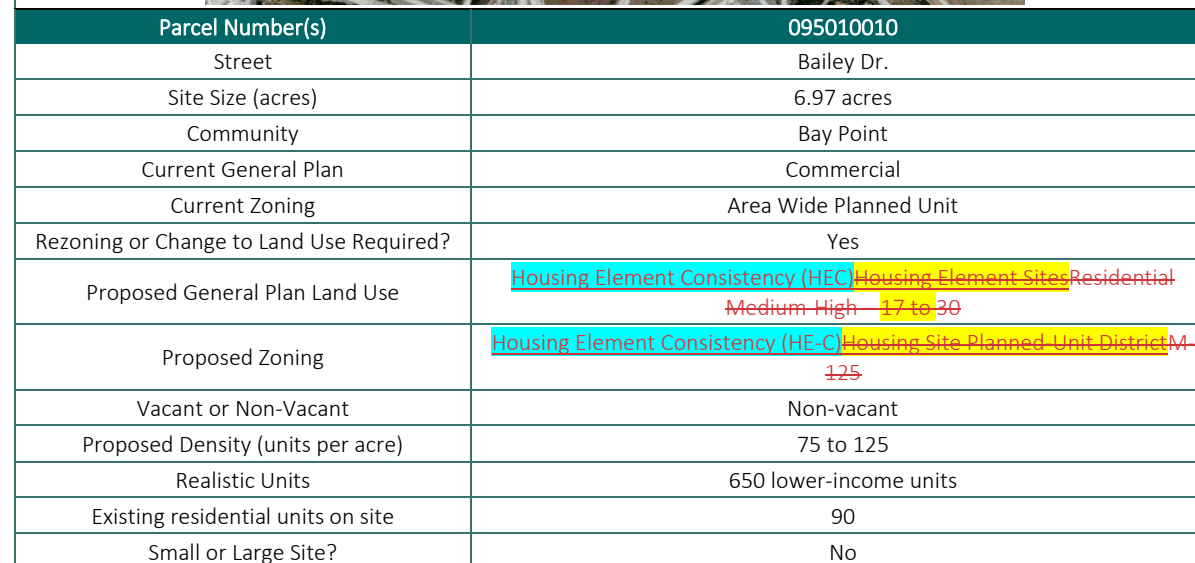 Parcel Number(s) 095010010
Street Bailey Dr.
Site Size (acres) 6.97 acres
Community Bay Point
Current General Plan Commercial
Current Zoning Area Wide Planned Unit
Rezoning or Change to Land Use Required? Yes
Proposed General Plan Land Use Housing Element Consistency (HEC)Housing Element SitesResidential
Medium-High – 17 to 30
Proposed Zoning Housing Element Consistency (HE-C)Housing Site Planned-Unit DistrictM-
125
Vacant or Non-Vacant Non-vacant
Proposed Density (units per acre) 75 to 125
Realistic Units 650 lower-income units
Existing residential units on site 90
Small or Large Site? No